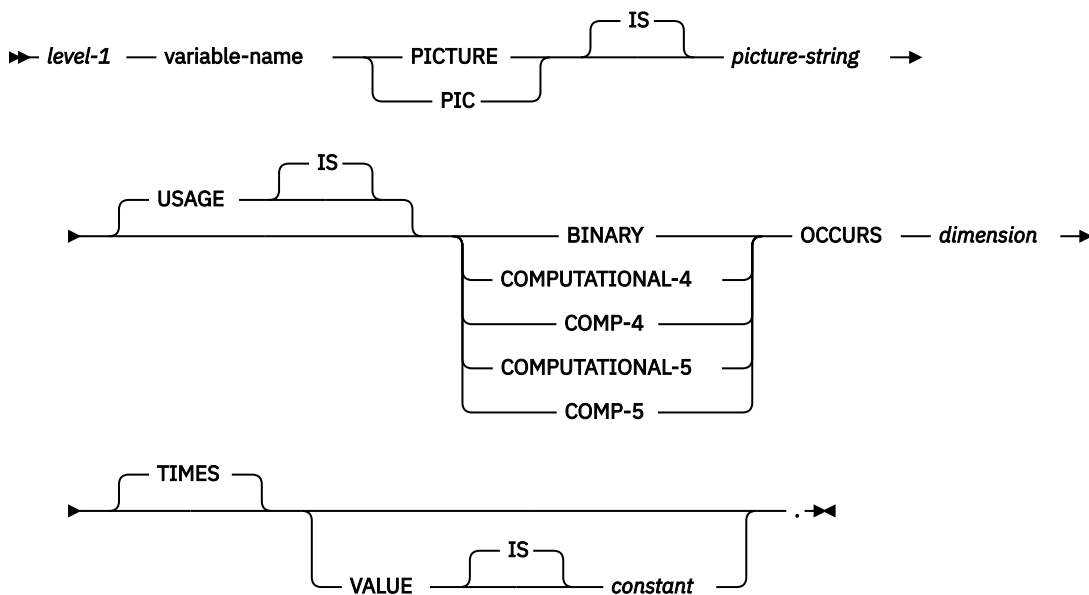 IS
level-1 variable-name PICTURE picture-string
PIC
IS
USAGE
BINARY OCCURS dimension
COMPUTATIONAL-4
COMP-4
COMPUTATIONAL-5
COMP-5
TIMES
.
IS
VALUE constant